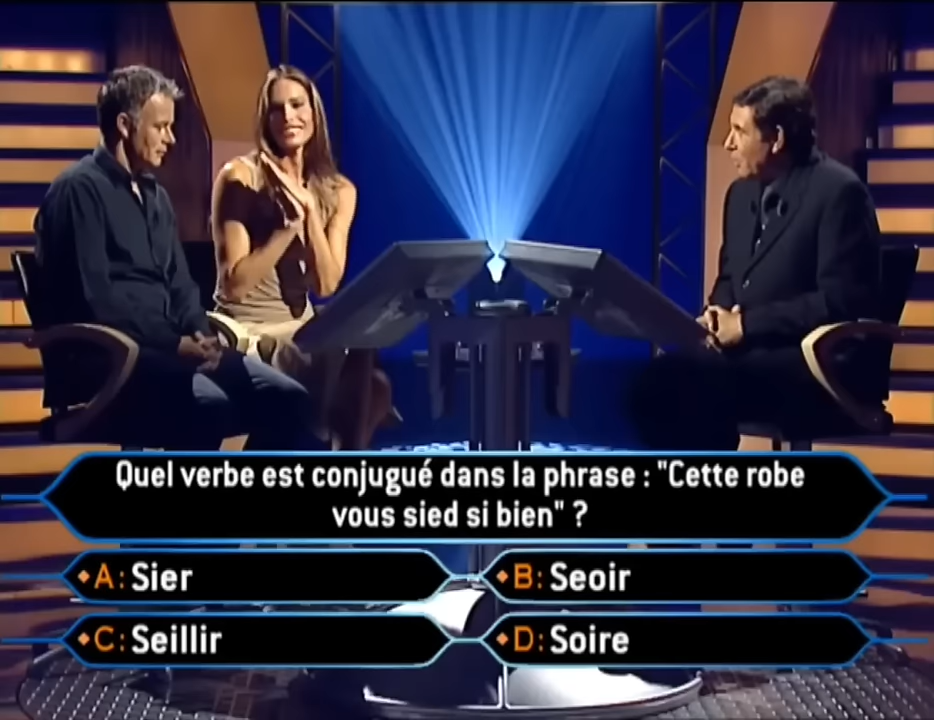 Quel verbe est conjugué dans la phrase : "Cette robe
vous sied si bien" ?
A: Sier
B: Seoir
C: Seillir
D: Soire